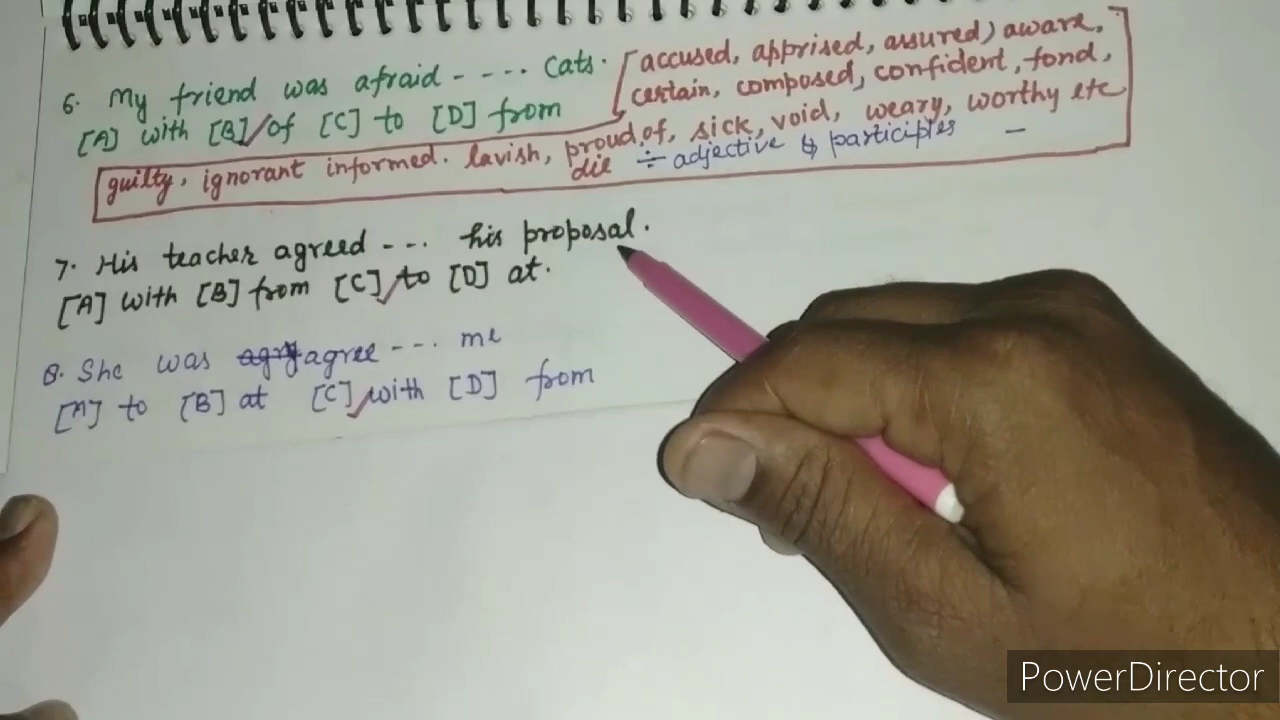 6. My friend was afraid - - - - cats. [accused, apprised, assured) aware,
[A] with [B] of [C] to [D] from certain, composed, confident, fond,
guilty, ignorant informed. lavish, proud of, sick, void, weary, worthy etc
die ÷ adjective & participles –
7. His teacher agreed - - - . his proposal.
[A] with [B] from [C] to [D] at.
8. She was agree - - - me
[A] to [B] at [C] with [D] from
PowerDirector